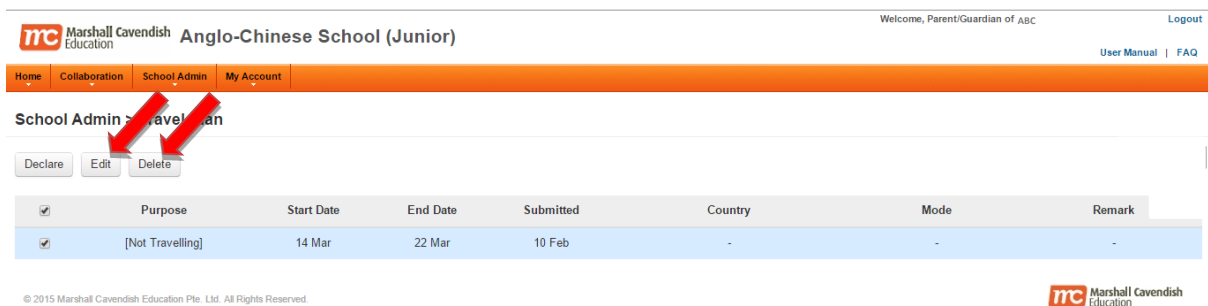 Welcome, Parent/Guardian of ABC Logout
mc Marshall Cavendish Education Anglo-Chinese School (Junior)
User Manual | FAQ
Home Collaboration School Admin My Account
School Admin >
Declare Edit Delete
Purpose Start Date End Date Submitted Country Mode Remark
[Not Travelling] 14 Mar 22 Mar 10 Feb - - -
© 2015 Marshall Cavendish Education Pte. Ltd. All Rights Reserved. mc Marshall Cavendish Education